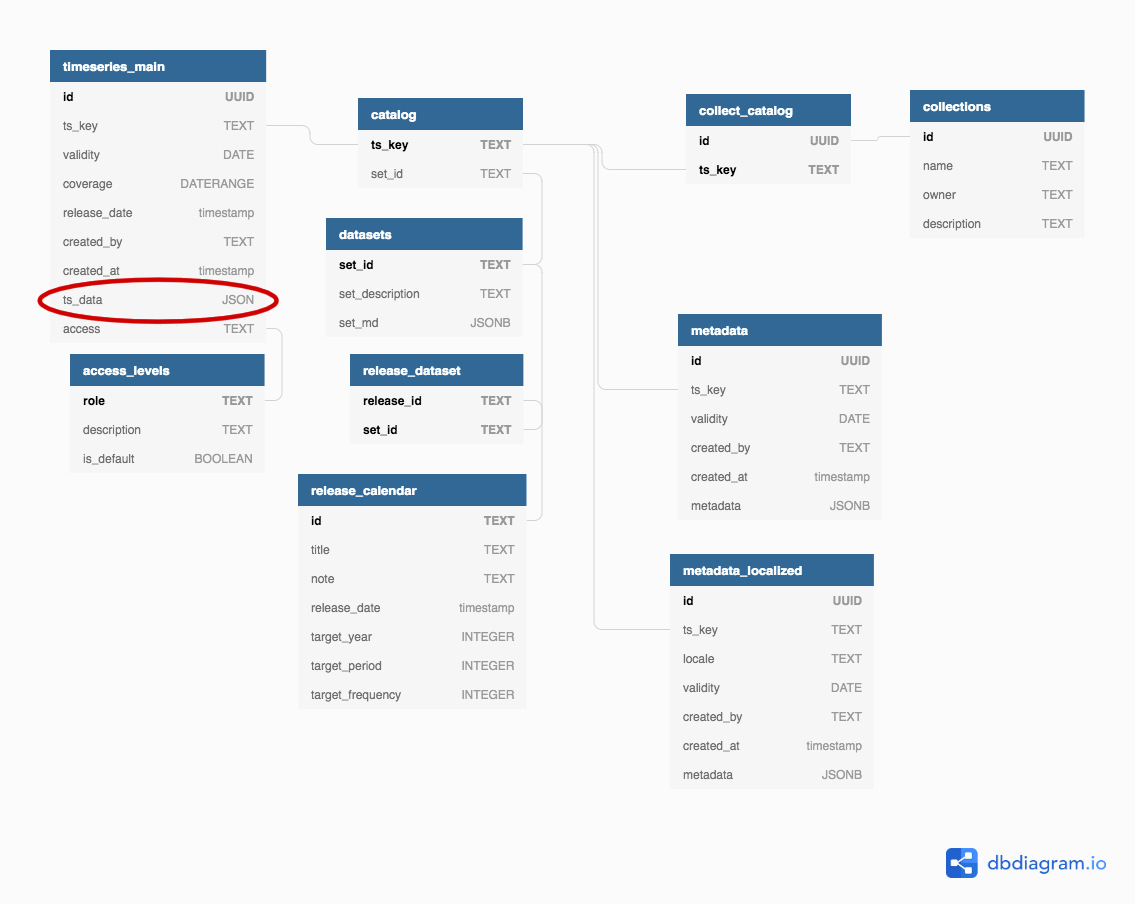 timeseries_main
id UUID
ts_key TEXT
validity DATE
coverage DATERANGE
release_date timestamp
created_by TEXT
created_at timestamp
ts_data JSON
access TEXT
access_levels
role TEXT
description TEXT
is_default BOOLEAN
catalog
ts_key TEXT
set_id TEXT
datasets
set_id TEXT
set_description TEXT
set_md JSONB
release_dataset
release_id TEXT
set_id TEXT
release_calendar
id TEXT
title TEXT
note TEXT
release_date timestamp
target_year INTEGER
target_period INTEGER
target_frequency INTEGER
collect_catalog
id UUID
ts_key TEXT
collections
id UUID
name TEXT
owner TEXT
description TEXT
metadata
id UUID
ts_key TEXT
validity DATE
created_by TEXT
created_at timestamp
metadata JSONB
metadata_localized
id UUID
ts_key TEXT
locale TEXT
validity DATE
created_by TEXT
created_at timestamp
metadata JSONB
dbdiagram.io